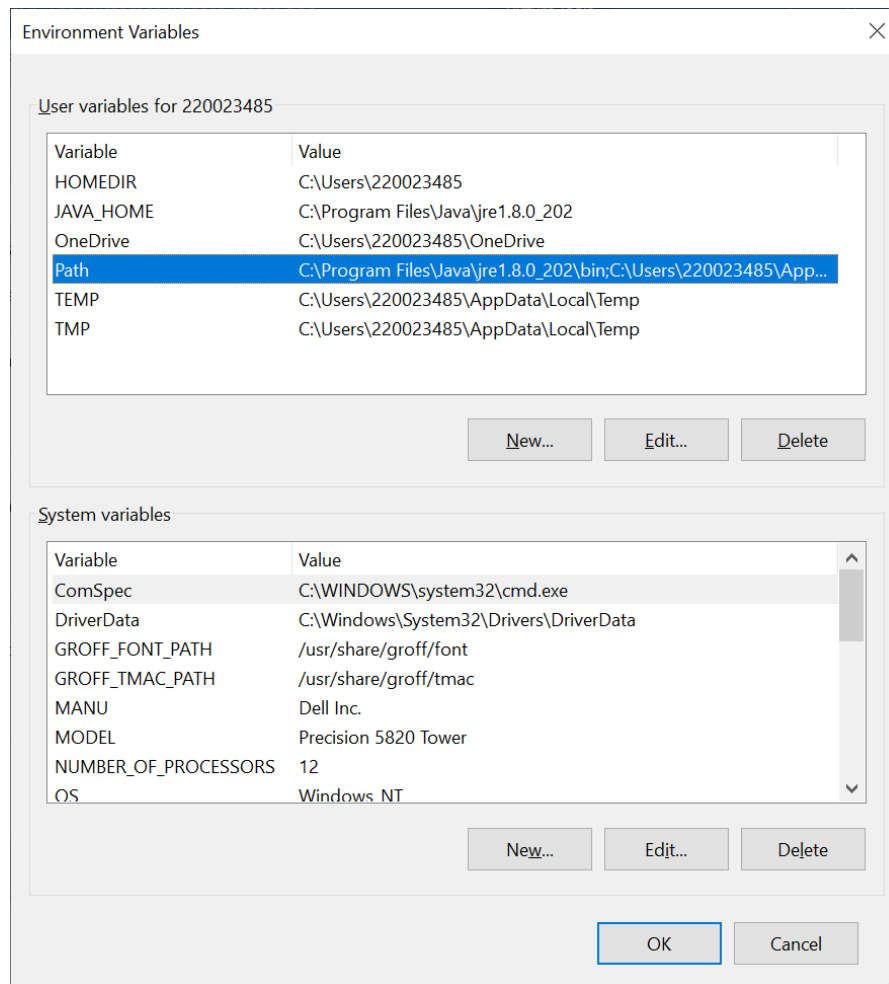 Environment Variables
User variables for 220023485
Variable Value
HOMEDIR C:\Users\220023485
JAVA_HOME C:\Program Files\Java\jre1.8.0_202
OneDrive C:\Users\220023485\OneDrive
Path C:\Program Files\Java\jre1.8.0_202\bin;C:\Users\220023485\App...
TEMP C:\Users\220023485\AppData\Local\Temp
TMP C:\Users\220023485\AppData\Local\Temp
New... Edit... Delete
System variables
Variable Value
ComSpec C:\WINDOWS\system32\cmd.exe
DriverData C:\Windows\System32\Drivers\DriverData
GROFF_FONT_PATH /usr/share/groff/font
GROFF_TMAC_PATH /usr/share/groff/tmac
MANU Dell Inc.
MODEL Precision 5820 Tower
NUMBER_OF_PROCESSORS 12
OS Windows_NT
New... Edit... Delete
OK Cancel